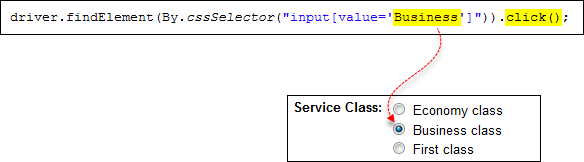 driver.findElement(By.cssSelector("input[value='Business']")).click();
Service Class:
Economy class
Business class
First class